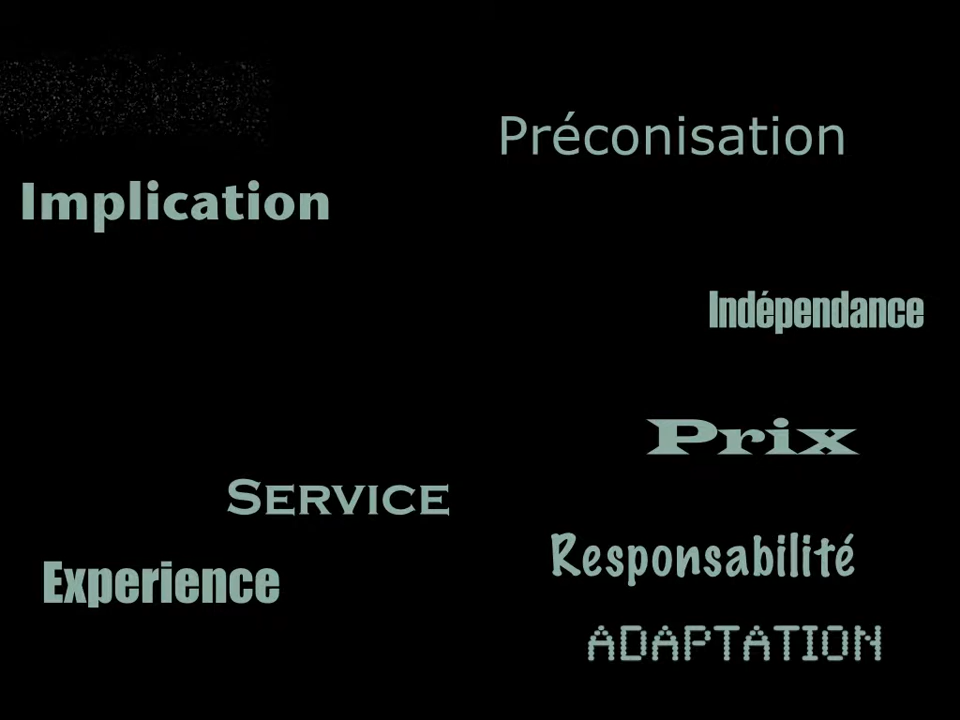 Préconisation
Implication
Indépendance
Prix
SERVICE
Experience
Responsabilité
ADAPTATION